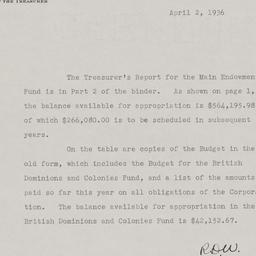 THE TREASURER
April 2, 1936
The Treasurer's Report for the Main Endowmen
Fund is in Part 2 of the binder. As shown on page 1,
the balance available for appropriation is $564,195.98
of which $266,080.00 is to be scheduled in subsequent
years.
On the table are copies of the Budget in the
old form, which includes the Budget for the British
Dominions and Colonies Fund, and a list of the amounts
paid so far this year on all obligations of the Corpora
tion. The balance available for appropriation in the
British Dominions and Colonies Fund is $42,132.67.
R.D.W.